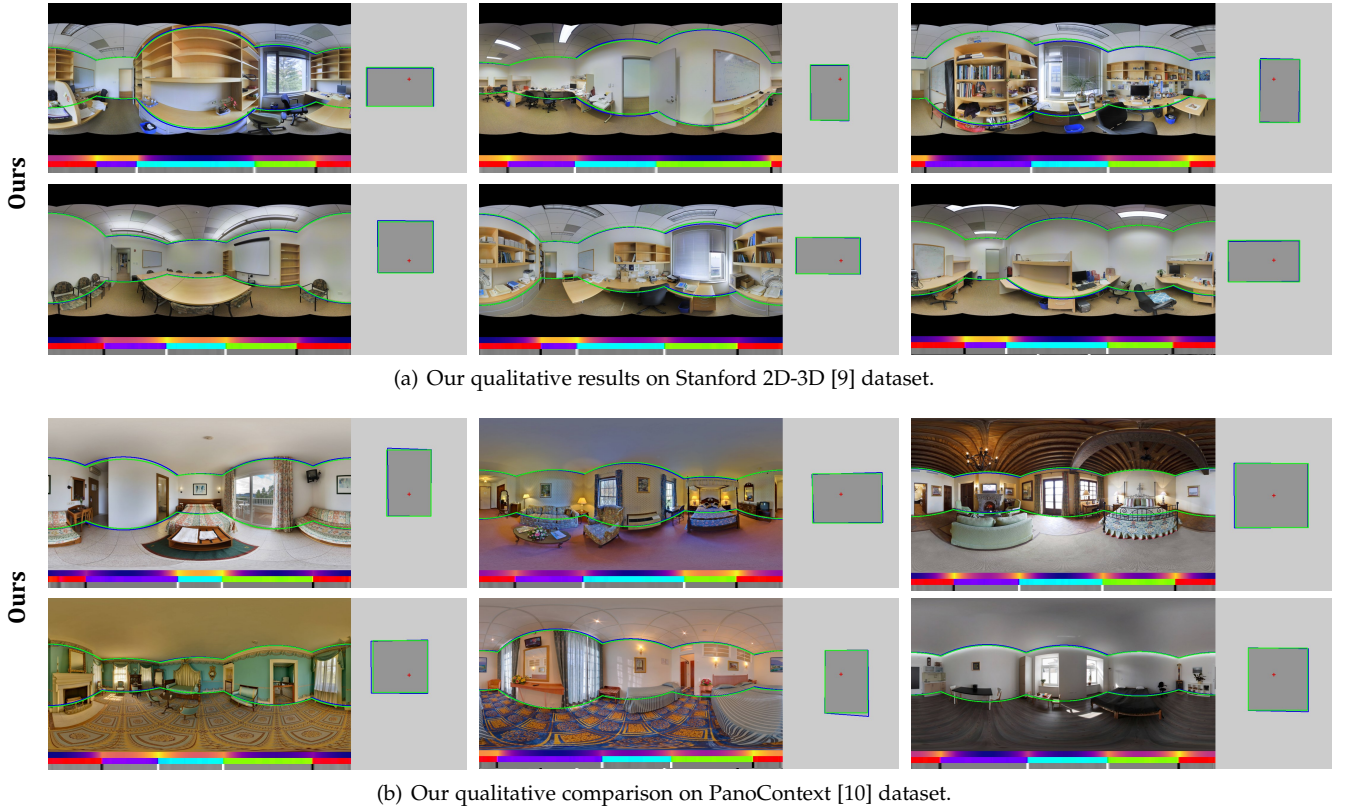 Ours
(a) Our qualitative results on Stanford 2D-3D [9] dataset.
Ours
(b) Our qualitative comparison on PanoContext [10] dataset.